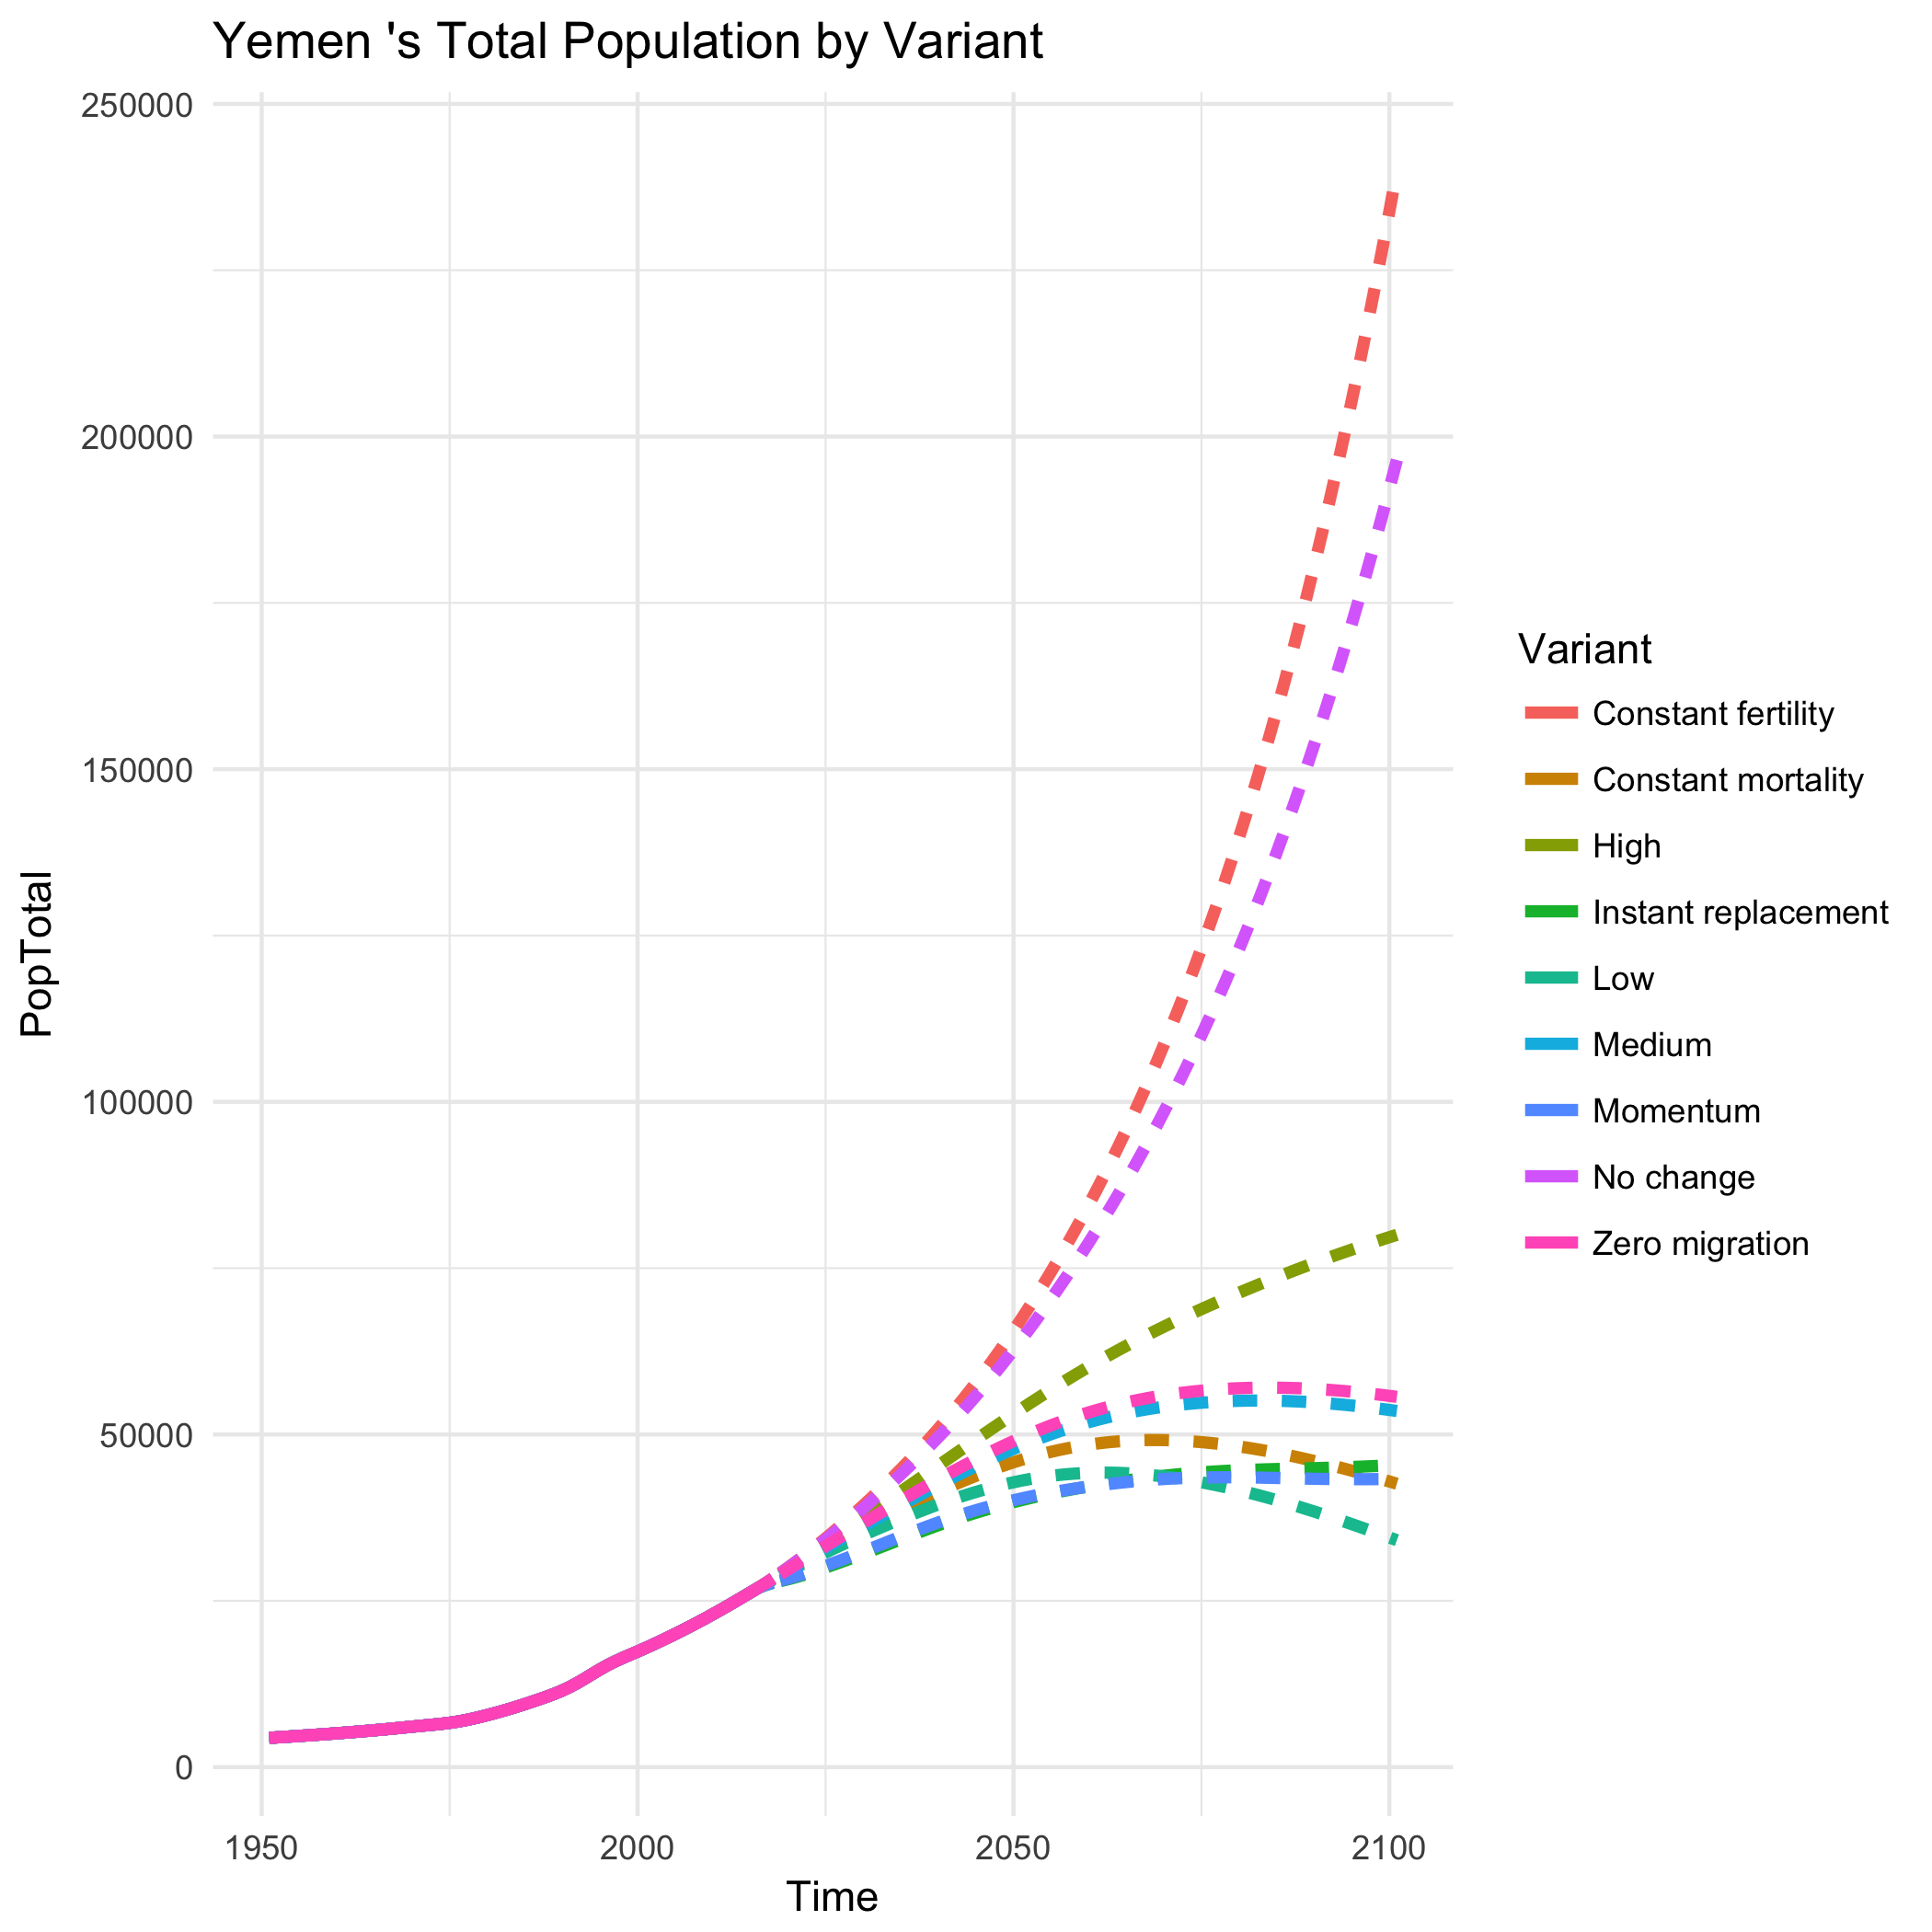 Yemen 's Total Population by Variant
250000
200000
150000
100000
50000
0
PopTotal
1950
2000
2050
2100
Time
Variant
Constant fertility
Constant mortality
High
Instant replacement
Low
Medium
Momentum
No change
Zero migration